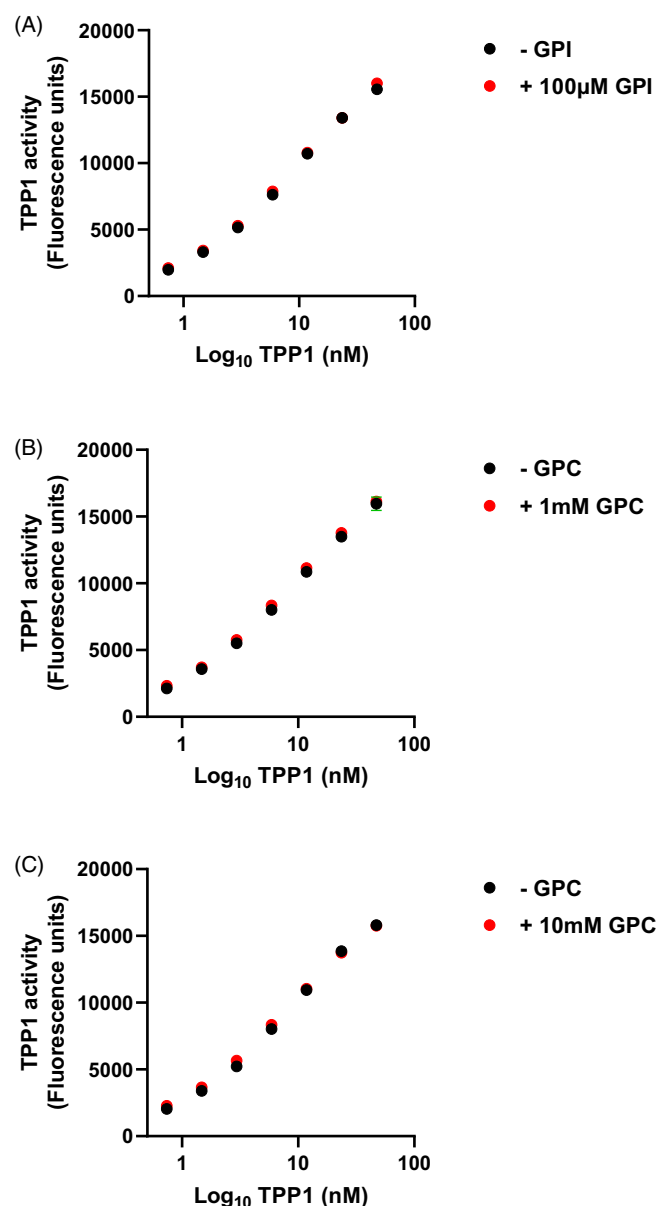 (A)
20000
15000
10000
5000
0
TPP1 activity
(Fluorescence units)
1 10 100
Log₁₀ TPP1 (nM)
- GPI
+ 100μM GPI
(B)
20000
15000
10000
5000
0
TPP1 activity
(Fluorescence units)
1 10 100
Log₁₀ TPP1 (nM)
- GPC
+ 1mM GPC
(C)
20000
15000
10000
5000
0
TPP1 activity
(Fluorescence units)
1 10 100
Log₁₀ TPP1 (nM)
- GPC
+ 10mM GPC